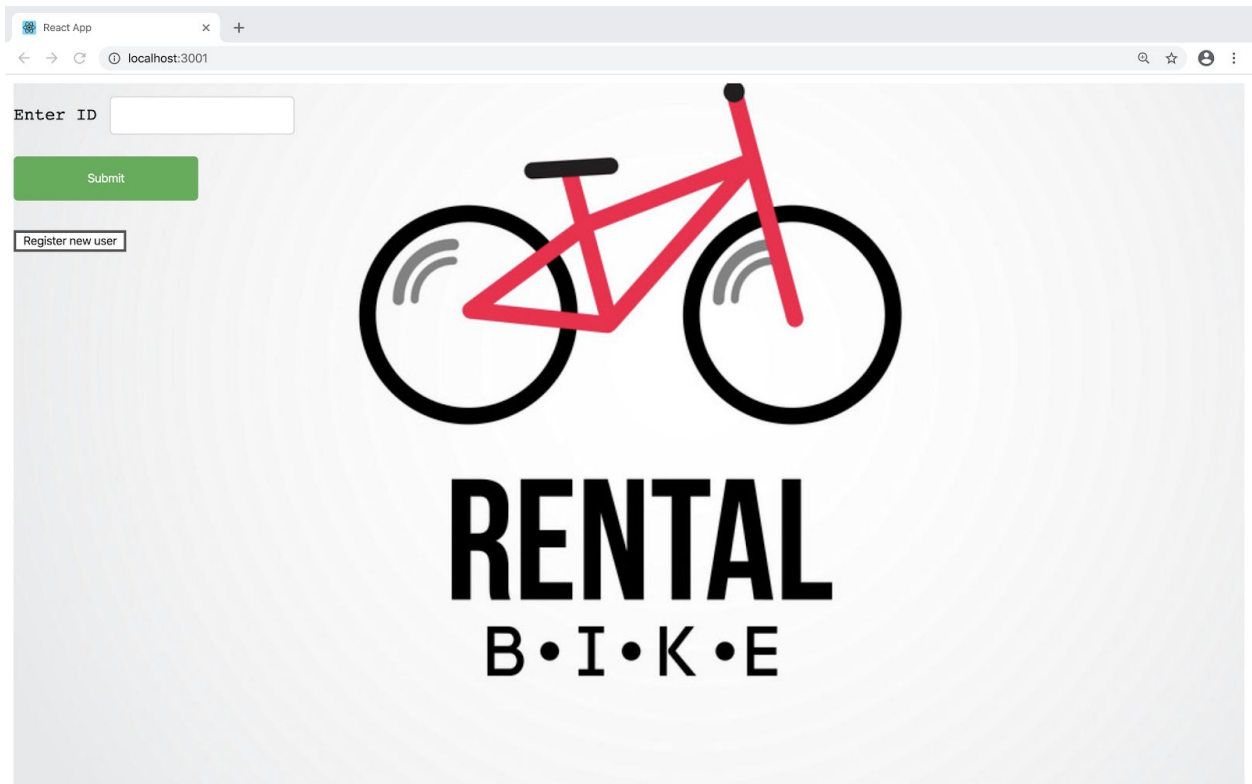 React App
localhost:3001
Enter ID
Submit
Register new user
RENTAL
B•I•K•E